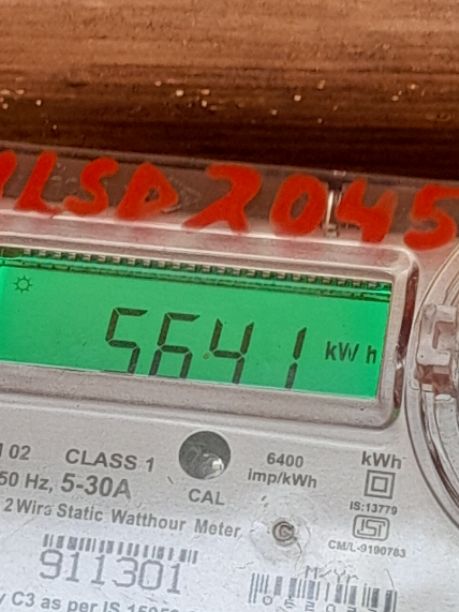 LSD2045
5641 kWh
02 CLASS 1 6400 kWh
50 Hz, 5-30A imp/kWh
CAL IS:13779
2 Wire Static Watthour Meter
ISI
CM/L-9190783
911301
C3 as per IS